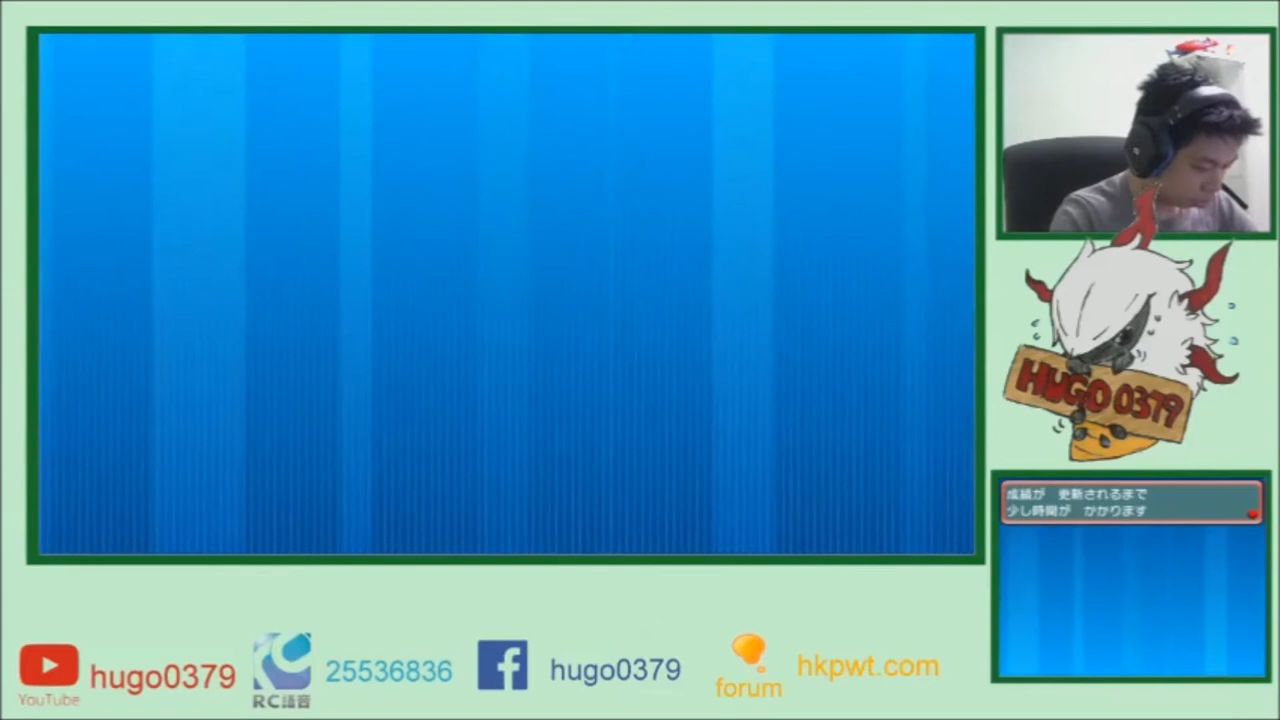 HUGO 0379
成績が 更新されるまで
少し時間が かかります
YouTube
hugo0379
RC語音
25536836
hugo0379
forum
hkpwt.com